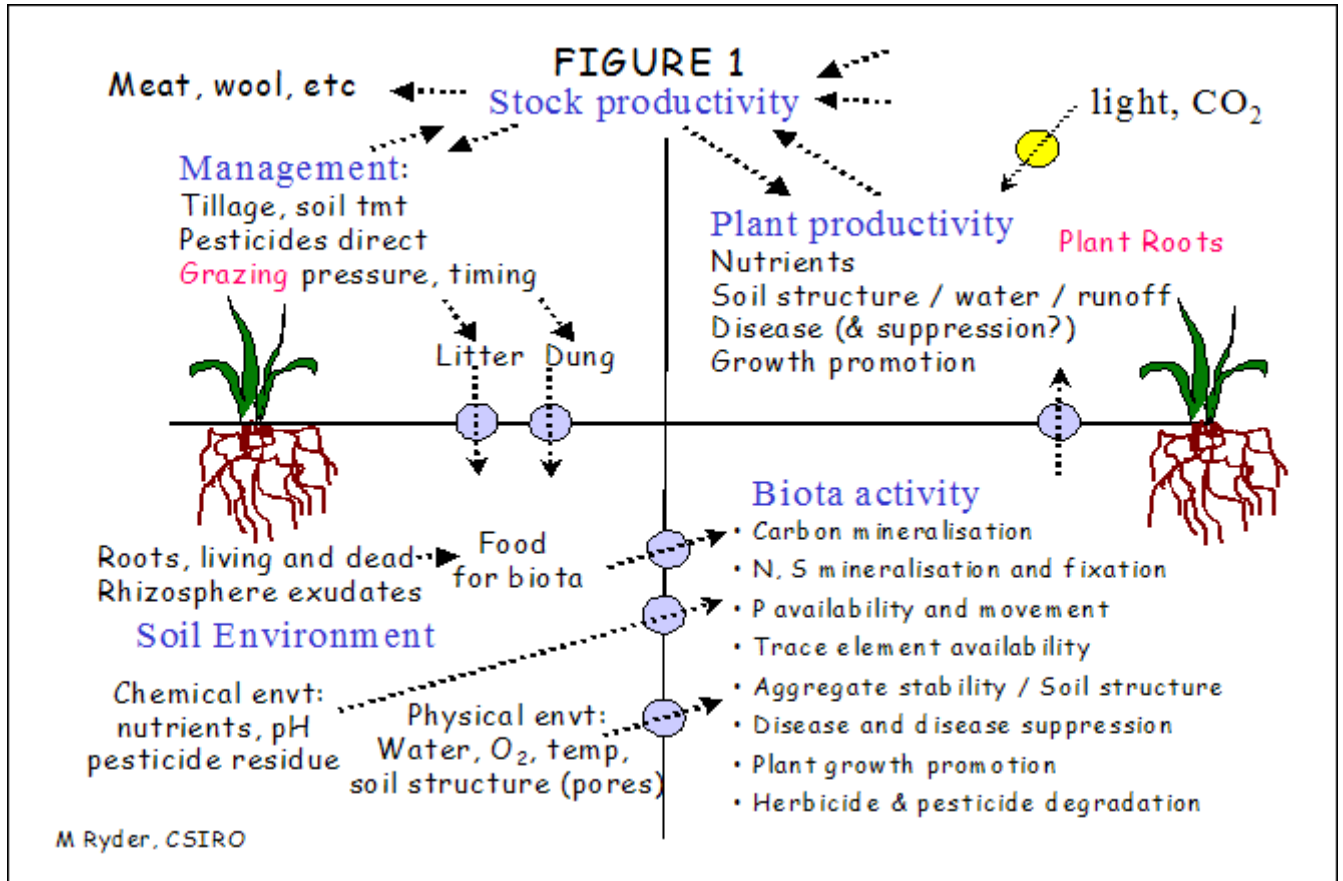 FIGURE 1
Meat, wool, etc
Stock productivity
light, CO₂
Management:
Tillage, soil tmt
Pesticides direct
Grazing pressure, timing
Litter Dung
Plant productivity
Plant Roots
Nutrients
Soil structure / water / runoff
Disease (& suppression?)
Growth promotion
Roots, living and dead
Rhizosphere exudates
Food
for biota
Soil Environment
Chemical envt:
nutrients, pH
pesticide residue
Physical envt:
Water, O₂, temp,
soil structure (pores)
Biota activity
• Carbon mineralisation
• N, S mineralisation and fixation
• P availability and movement
• Trace element availability
• Aggregate stability / Soil structure
• Disease and disease suppression
• Plant growth promotion
• Herbicide & pesticide degradation
M Ryder, CSIRO